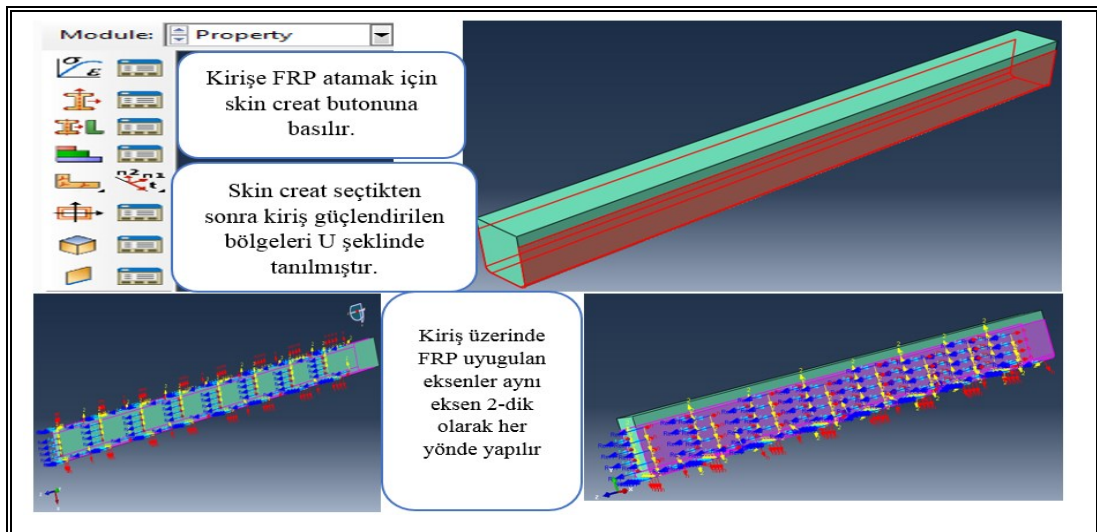 Module: Property
Kirişe FRP atamak için
skin creat butonuna
basılır.
Skin creat seçtikten
sonra kiriş güçlendirilen
bölgeleri U şeklinde
tanılmıştır.
Kiriş üzerinde
FRP uyugulan
eksenler aynı
eksen 2-dik
olarak her
yönde yapılır